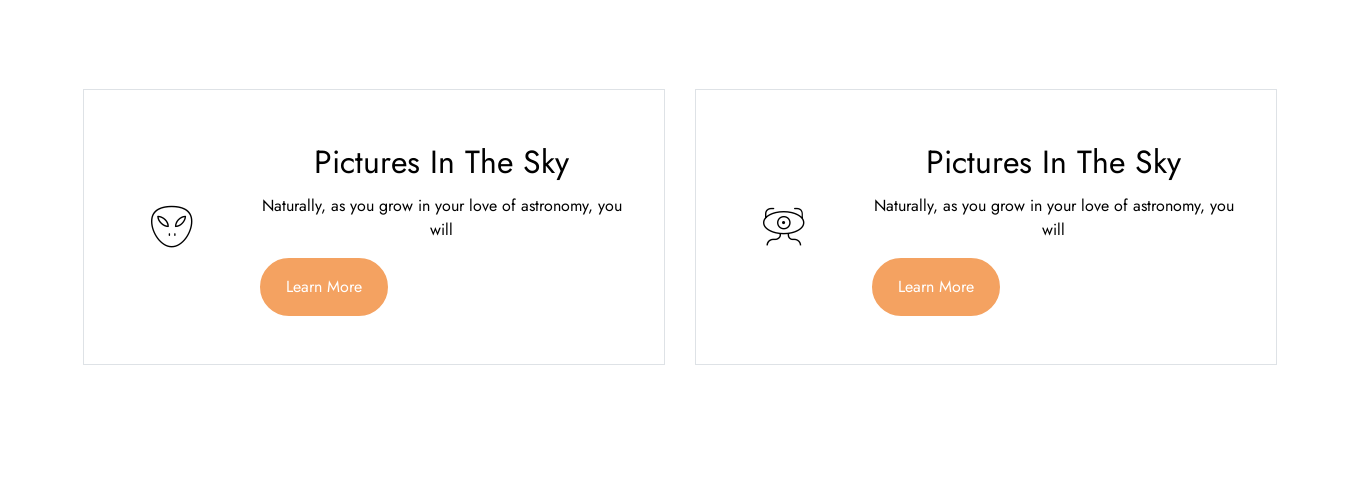 Pictures In The Sky
Naturally, as you grow in your love of astronomy, you
will
Learn More
Pictures In The Sky
Naturally, as you grow in your love of astronomy, you
will
Learn More